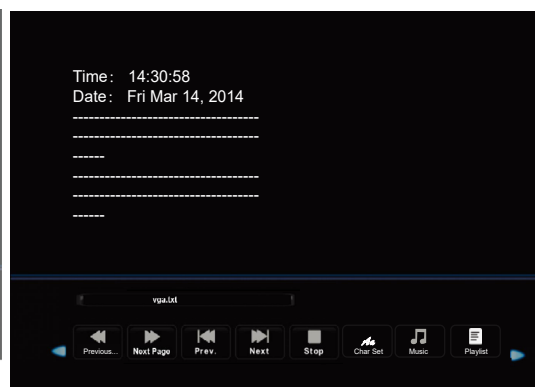 Time: 14:30:58
Date: Fri Mar 14, 2014
-----------------------------------
-----------------------------------
------
-----------------------------------
-----------------------------------
------
vga.txt
Previous... Next Page Prev. Next Stop Char Set Music Playlist